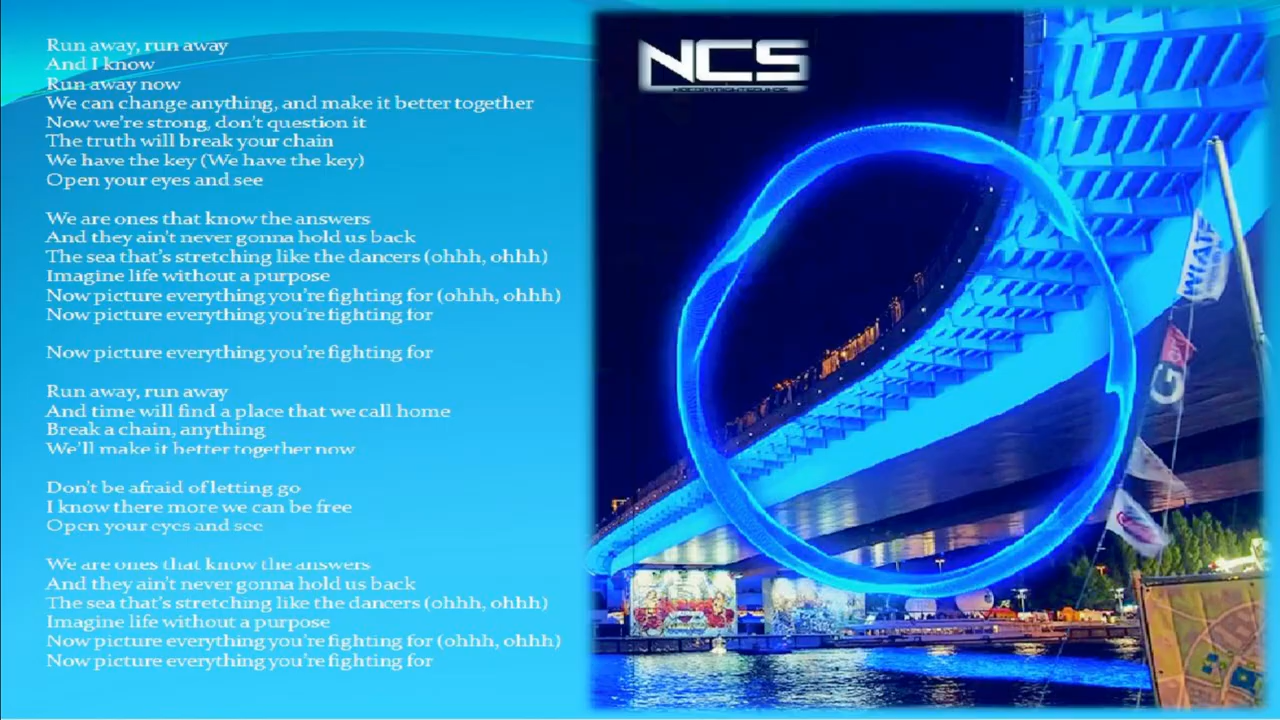 Run away, run away
And I know
Run away now
We can change anything, and make it better together
Now we're strong, don't question it
The truth will break your chain
We have the key (We have the key)
Open your eyes and see
We are ones that know the answers
And they ain't never gonna hold us back
The sea that's stretching like the dancers (ohhh, ohhh)
Imagine life without a purpose
Now picture everything you're fighting for (ohhh, ohhh)
Now picture everything you're fighting for
Now picture everything you're fighting for
Run away, run away
And time will find a place that we call home
Break a chain, anything
We'll make it better together now
Don't be afraid of letting go
I know there more we can be free
Open your eyes and see
We are ones that know the answers
And they ain't never gonna hold us back
The sea that's stretching like the dancers (ohhh, ohhh)
Imagine life without a purpose
Now picture everything you're fighting for (ohhh, ohhh)
Now picture everything you're fighting for
NCS